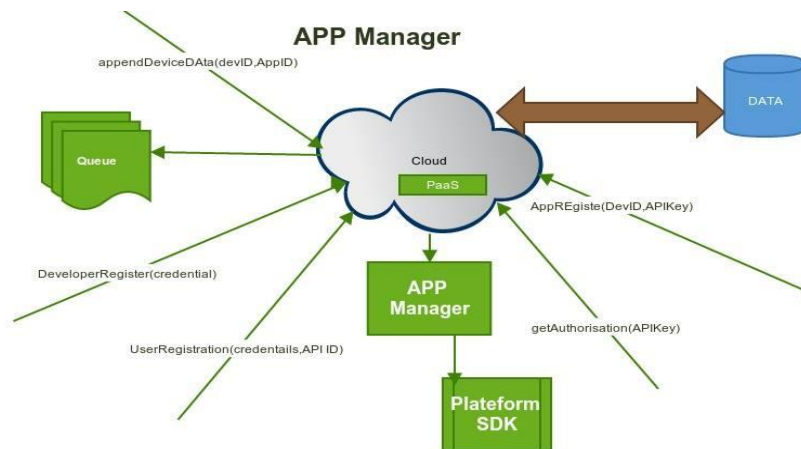 APP Manager
appendDeviceDAta(devID,AppID)
DATA
Queue
Cloud
PaaS
AppREgiste(DevID,APIKey)
DeveloperRegister(credential)
APP
Manager
getAuthorisation(APIKey)
UserRegistration(credentails,API ID)
Plateform
SDK